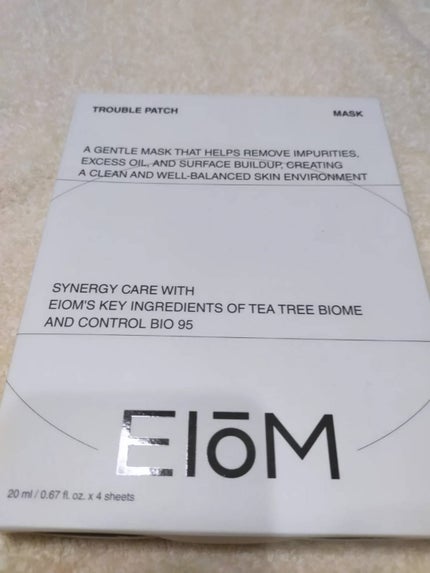 TROUBLE PATCH
MASK
A GENTLE MASK THAT HELPS REMOVE IMPURITIES,
EXCESS OIL, AND SURFACE BUILDUP, CREATING
A CLEAN AND WELL-BALANCED SKIN ENVIRONMENT
SYNERGY CARE WITH
EIOM'S KEY INGREDIENTS OF TEA TREE BIOME
AND CONTROL BIO 95
EIōM
20 ml / 0.67 fl. oz. x 4 sheets